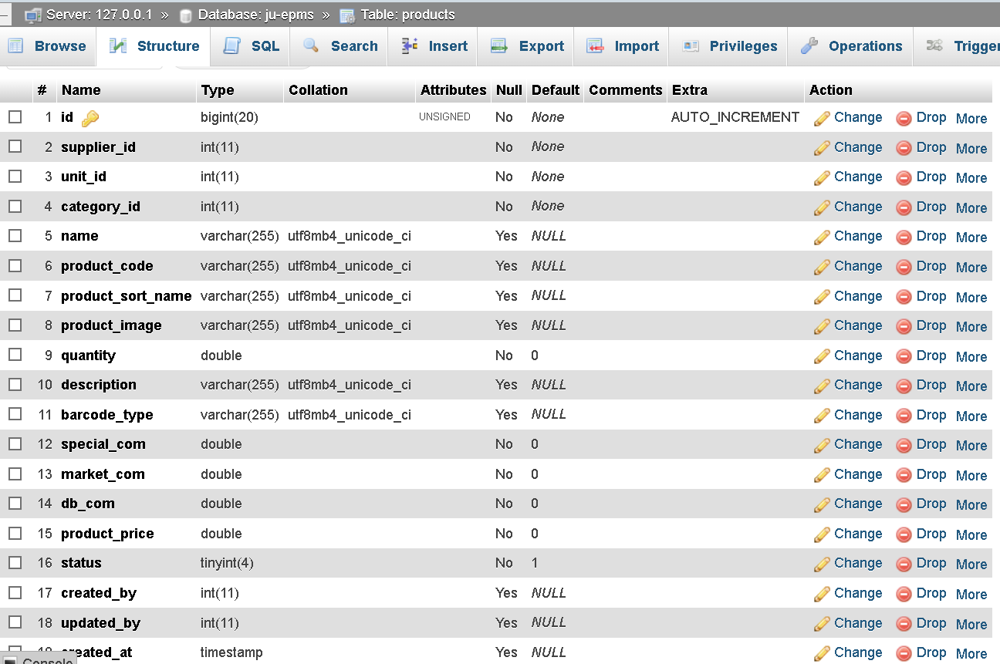 Server: 127.0.0.1 » Database: ju-epms » Table: products
Browse Structure SQL Search Insert Export Import Privileges Operations Trigger
# Name Type Collation Attributes Null Default Comments Extra Action
1 id bigint(20) UNSIGNED No None AUTO_INCREMENT Change Drop More
2 supplier_id int(11) No None Change Drop More
3 unit_id int(11) No None Change Drop More
4 category_id int(11) No None Change Drop More
5 name varchar(255) utf8mb4_unicode_ci Yes NULL Change Drop More
6 product_code varchar(255) utf8mb4_unicode_ci Yes NULL Change Drop More
7 product_sort_name varchar(255) utf8mb4_unicode_ci Yes NULL Change Drop More
8 product_image varchar(255) utf8mb4_unicode_ci Yes NULL Change Drop More
9 quantity double No 0 Change Drop More
10 description varchar(255) utf8mb4_unicode_ci Yes NULL Change Drop More
11 barcode_type varchar(255) utf8mb4_unicode_ci Yes NULL Change Drop More
12 special_com double No 0 Change Drop More
13 market_com double No 0 Change Drop More
14 db_com double No 0 Change Drop More
15 product_price double No 0 Change Drop More
16 status tinyint(4) No 1 Change Drop More
17 created_by int(11) Yes NULL Change Drop More
18 updated_by int(11) Yes NULL Change Drop More
19 created_at timestamp Yes NULL Change Drop More
Console